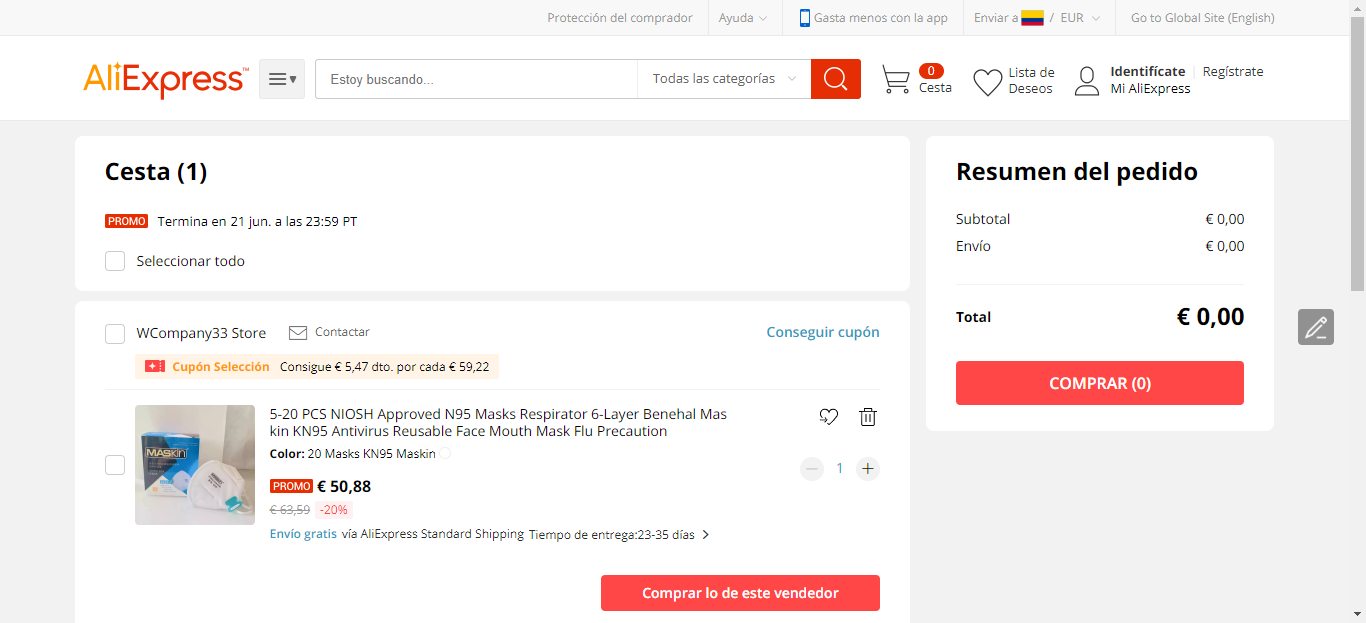 Protección del comprador
Ayuda
Gasta menos con la app
Enviar a / EUR
Go to Global Site (English)
AliExpress™
Estoy buscando...
Todas las categorías
0
Cesta
Lista de
Deseos
Identifícate
Regístrate
Mi AliExpress
Cesta (1)
PROMO Termina en 21 jun. a las 23:59 PT
Seleccionar todo
WCompany33 Store
Contactar
Conseguir cupón
Cupón Selección Consigue € 5,47 dto. por cada € 59,22
MASkin
5-20 PCS NIOSH Approved N95 Masks Respirator 6-Layer Benehal Mas
kin KN95 Antivirus Reusable Face Mouth Mask Flu Precaution
Color: 20 Masks KN95 Maskin
1
PROMO € 50,88
€ 63,59 -20%
Envío gratis vía AliExpress Standard Shipping Tiempo de entrega:23-35 días
Comprar lo de este vendedor
Resumen del pedido
Subtotal € 0,00
Envío € 0,00
Total € 0,00
COMPRAR (0)